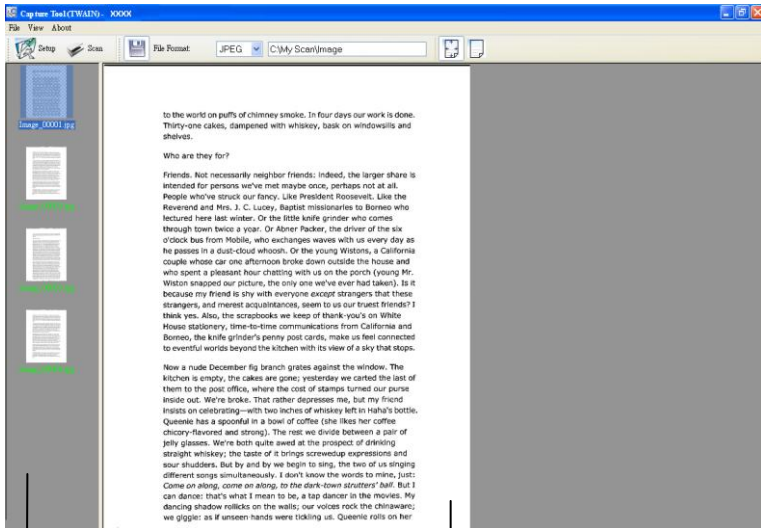 Capture Tool(TWAIN)- XXXX
File View About
Setup Scan File Format: JPEG C:\My Scan\Image
Image_00001.jpg
to the world on puffs of chimney smoke. In four days our work is done.
Thirty-one cakes, dampened with whiskey, bask on windowsills and
shelves.
Who are they for?
Friends. Not necessarily neighbor friends: indeed, the larger share is
intended for persons we've met maybe once, perhaps not at all.
People who've struck our fancy. Like President Roosevelt. Like the
Reverend and Mrs. J. C. Lucey, Baptist missionaries to Borneo who
lectured here last winter. Or the little knife grinder who comes
through town twice a year. Or Abner Packer, the driver of the six
o'clock bus from Mobile, who exchanges waves with us every day as
he passes in a dust-cloud whoosh. Or the young Wistons, a California
couple whose car one afternoon broke down outside the house and
who spent a pleasant hour chatting with us on the porch (young Mr.
Wiston snapped our picture, the only one we've ever had taken). Is it
because my friend is shy with everyone except strangers that these
strangers, and merest acquaintances, seem to us our truest friends? I
think yes. Also, the scrapbooks we keep of thank-you's on White
House stationery, time-to-time communications from California and
Borneo, the knife grinder's penny post cards, make us feel connected
to eventful worlds beyond the kitchen with its view of a sky that stops.
Now a nude December fig branch grates against the window. The
kitchen is empty, the cakes are gone; yesterday we carted the last of
them to the post office, where the cost of stamps turned our purse
inside out. We're broke. That rather depresses me, but my friend
insists on celebrating—with two inches of whiskey left in Haha's bottle.
Queenie has a spoonful in a bowl of coffee (she likes her coffee
chicory-flavored and strong). The rest we divide between a pair of
jelly glasses. We're both quite awed at the prospect of drinking
straight whiskey; the taste of it brings screwedup expressions and
sour shudders. But by and by we begin to sing, the two of us singing
different songs simultaneously. I don't know the words to mine, just:
Come on along, come on along, to the dark-town strutters' ball. But I
can dance: that's what I mean to be, a tap dancer in the movies. My
dancing shadow rollicks on the walls; our voices rock the chinaware;
we giggle: as if unseen hands were tickling us. Queenie rolls on her